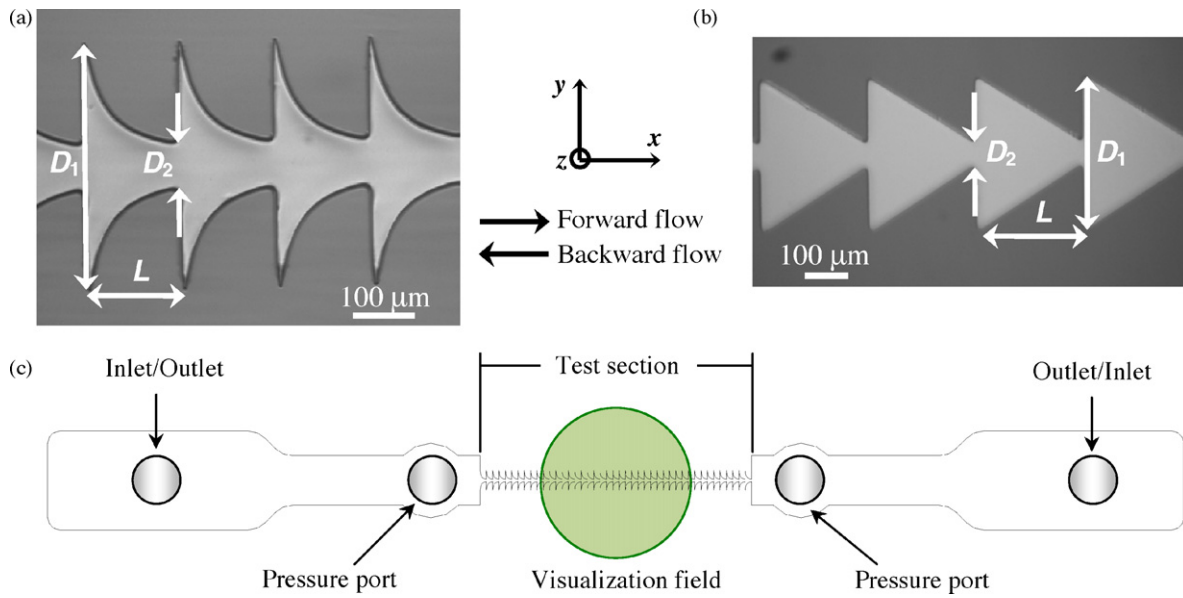 (a)
D1
D2
L
100 µm
y
x
z
Forward flow
Backward flow
(b)
D2
D1
L
100 µm
(c)
Inlet/Outlet
Test section
Outlet/Inlet
Pressure port
Visualization field
Pressure port